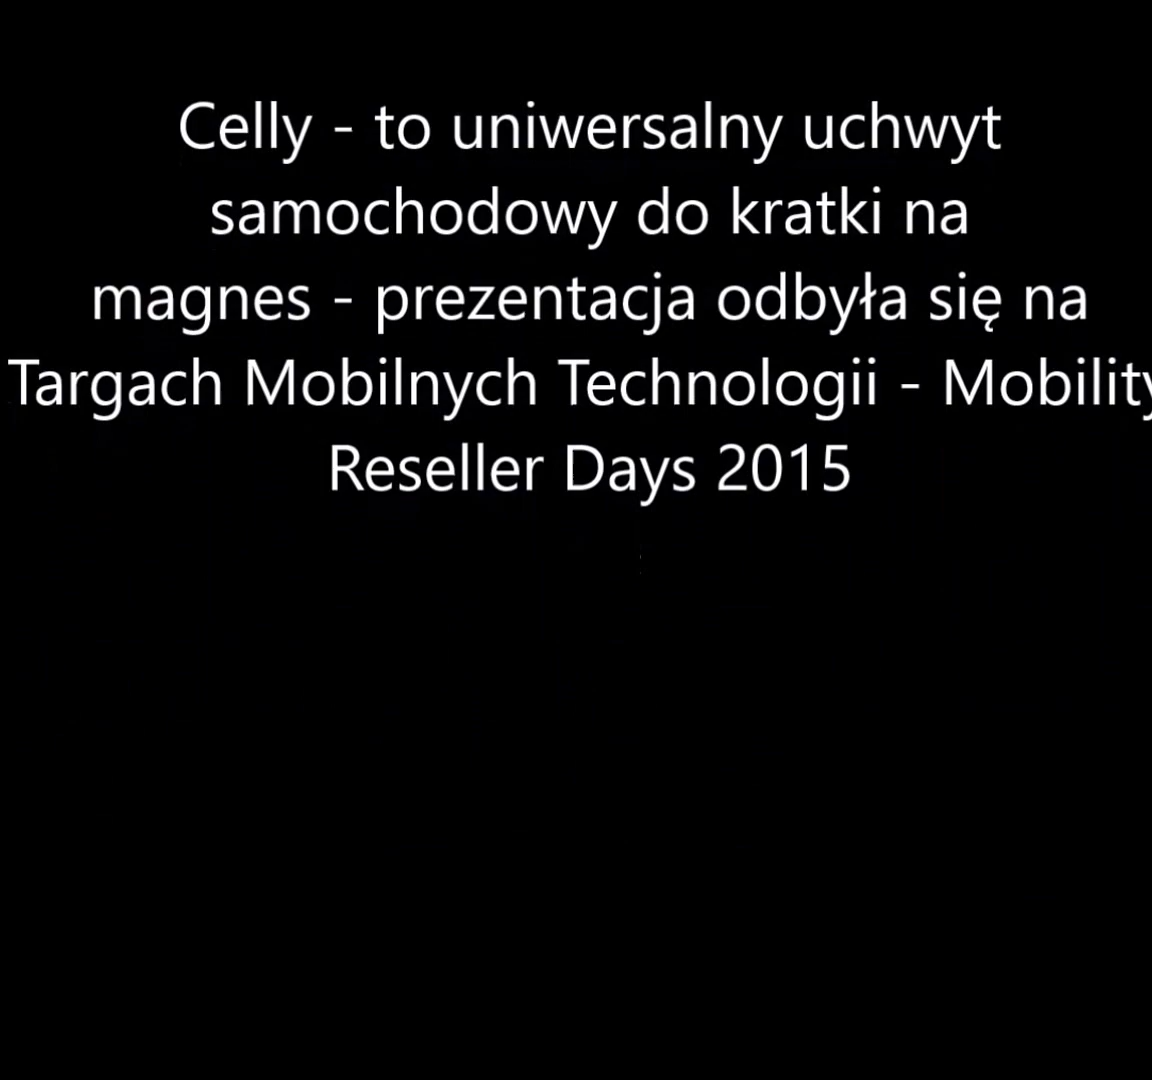 Celly - to uniwersalny uchwyt
samochodowy do kratki na
magnes - prezentacja odbyła się na
Targach Mobilnych Technologii - Mobility
Reseller Days 2015